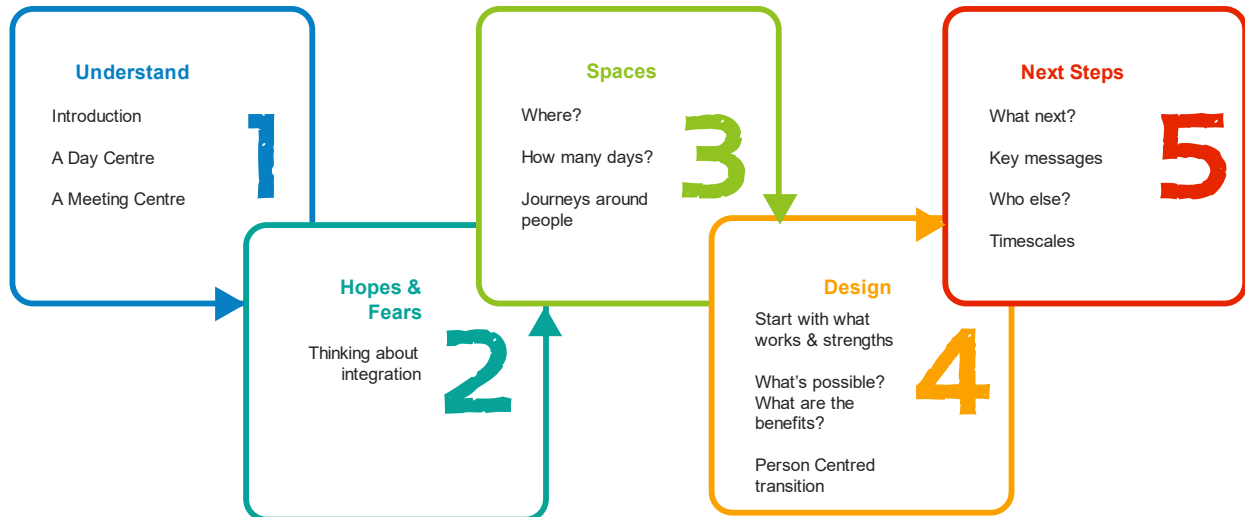 Understand
Introduction
A Day Centre
A Meeting Centre
1
Hopes &
Fears
Thinking about
integration
2
Spaces
Where?
How many days?
Journeys around
people
3
Design
Start with what
works & strengths
What's possible?
What are the
benefits?
Person Centred
transition
4
Next Steps
What next?
Key messages
Who else?
Timescales
5